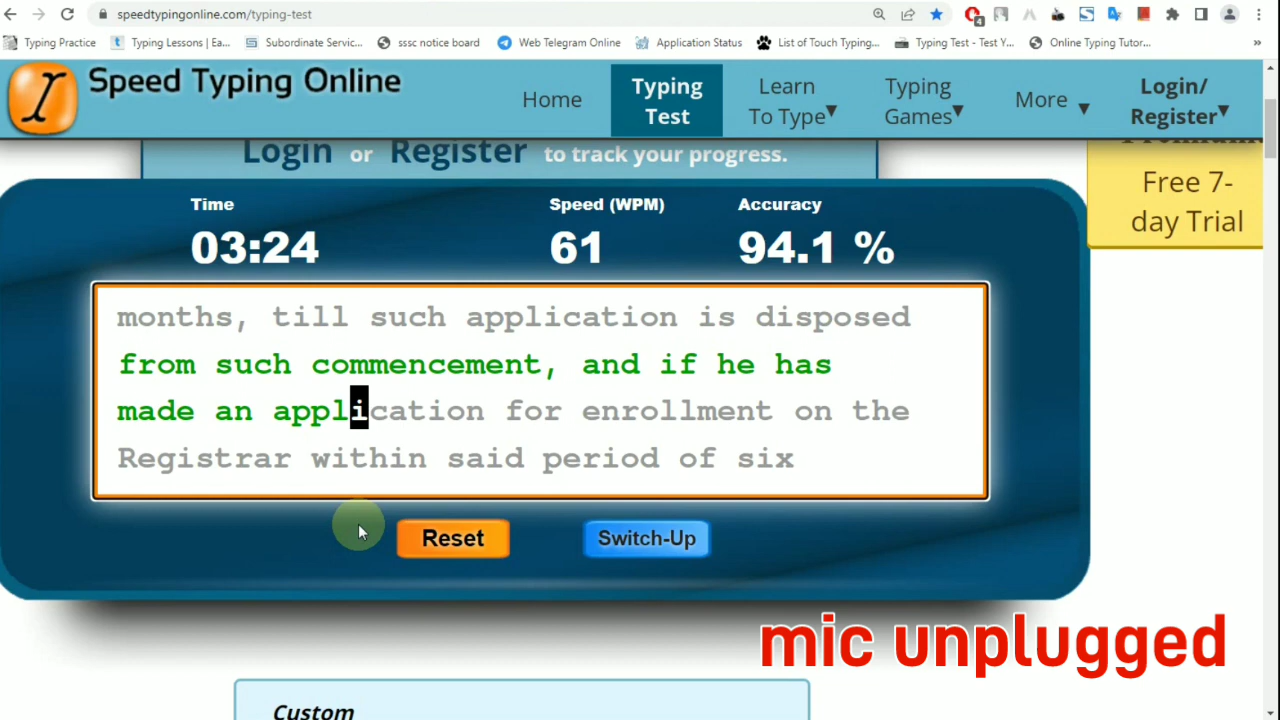 speedtypingonline.com/typing-test
4
Typing Practice
Typing Lessons | Ea...
Subordinate Servic...
sssc notice board
Web Telegram Online
Application Status
List of Touch Typing...
Typing Test - Test Y...
Online Typing Tutor...
»
Speed Typing Online
Home
Typing Test
Learn To Type
Typing Games
More
Login/ Register
Login or Register to track your progress.
Free 7-
day Trial
Time
Speed (WPM)
Accuracy
03:24
61
94.1 %
months, till such application is disposed
from such commencement, and if he has
made an application for enrollment on the
Registrar within said period of six
Reset
Switch-Up
mic unplugged
Custom